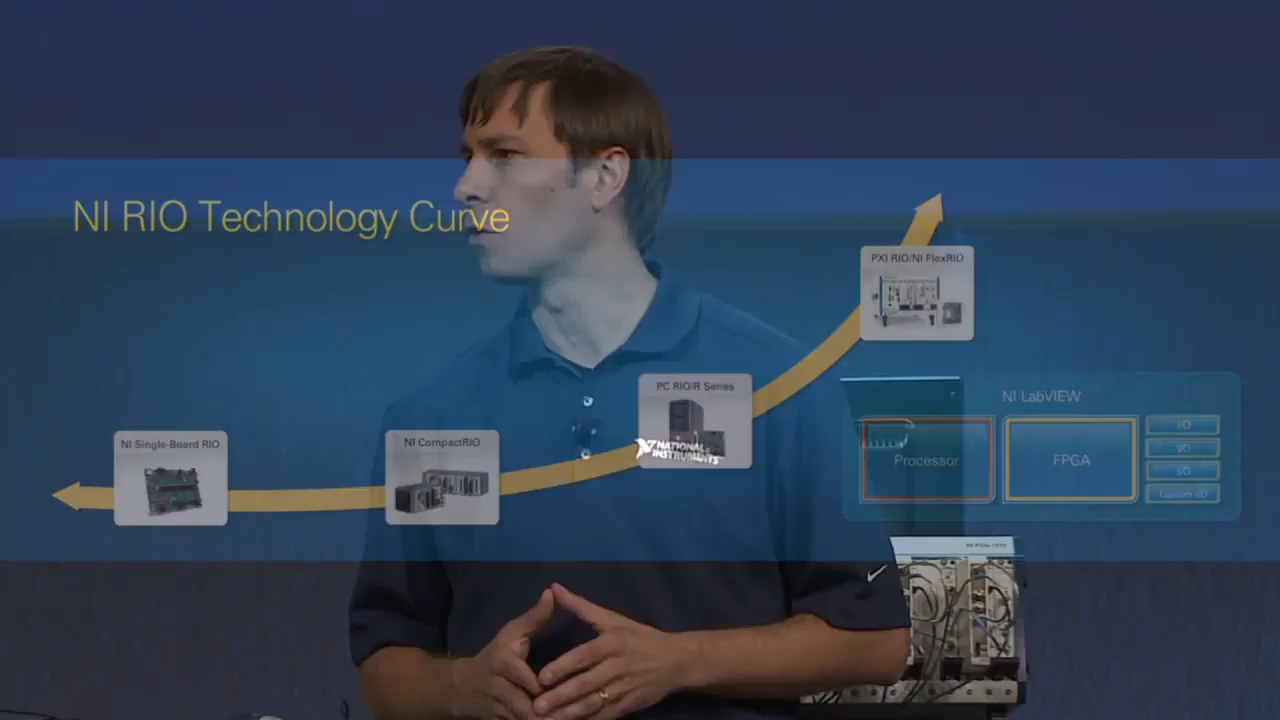 NI RIO Technology Curve
PXI RIO/NI FlexRIO
PC RIO/R Series
NI Single-Board RIO
NI CompactRIO
NATIONAL
INSTRUMENTS
NI LabVIEW
Processor
FPGA
I/O
I/O
I/O
Custom I/O